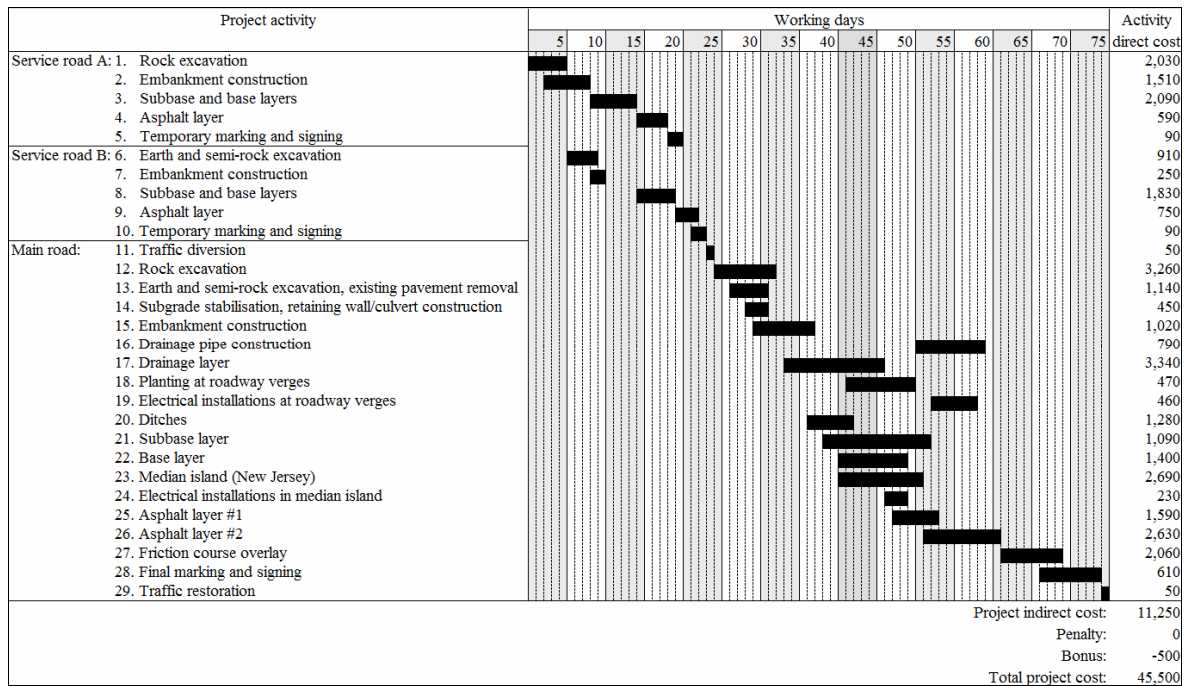 Project activity Working days Activity
5 10 15 20 25 30 35 40 45 50 55 60 65 70 75 direct cost
Service road A: 1. Rock excavation 2,030
2. Embankment construction 1,510
3. Subbase and base layers 2,090
4. Asphalt layer 590
5. Temporary marking and signing 90
Service road B: 6. Earth and semi-rock excavation 910
7. Embankment construction 250
8. Subbase and base layers 1,830
9. Asphalt layer 750
10. Temporary marking and signing 90
Main road: 11. Traffic diversion 50
12. Rock excavation 3,260
13. Earth and semi-rock excavation, existing pavement removal 1,140
14. Subgrade stabilisation, retaining wall/culvert construction 450
15. Embankment construction 1,020
16. Drainage pipe construction 790
17. Drainage layer 3,340
18. Planting at roadway verges 470
19. Electrical installations at roadway verges 460
20. Ditches 1,280
21. Subbase layer 1,090
22. Base layer 1,400
23. Median island (New Jersey) 2,690
24. Electrical installations in median island 230
25. Asphalt layer #1 1,590
26. Asphalt layer #2 2,630
27. Friction course overlay 2,060
28. Final marking and signing 610
29. Traffic restoration 50
Project indirect cost: 11,250
Penalty: 0
Bonus: -500
Total project cost: 45,500